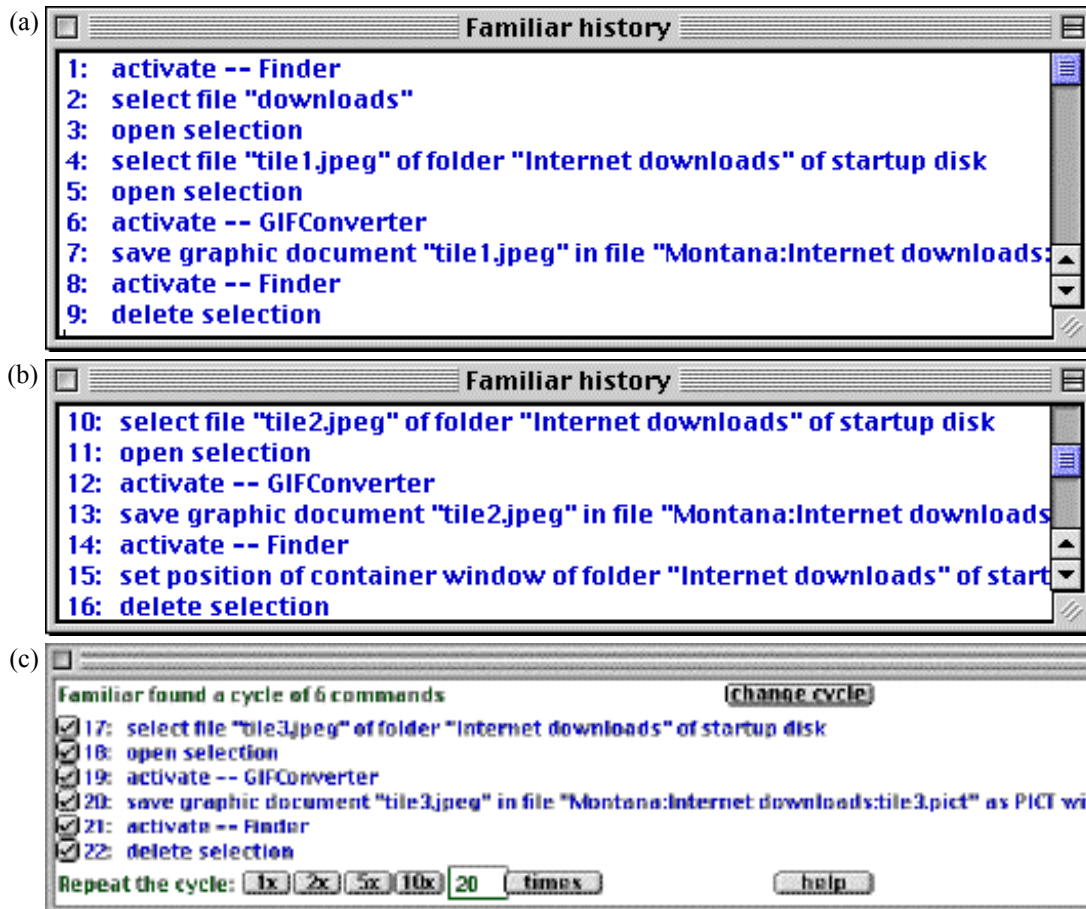 (a)
Familiar history
1: activate -- Finder
2: select file "downloads"
3: open selection
4: select file "tile1.jpeg" of folder "Internet downloads" of startup disk
5: open selection
6: activate -- GIFConverter
7: save graphic document "tile1.jpeg" in file "Montana:Internet downloads:
8: activate -- Finder
9: delete selection
(b)
Familiar history
10: select file "tile2.jpeg" of folder "Internet downloads" of startup disk
11: open selection
12: activate -- GIFConverter
13: save graphic document "tile2.jpeg" in file "Montana:Internet downloads
14: activate -- Finder
15: set position of container window of folder "Internet downloads" of start
16: delete selection
(c)
Familiar found a cycle of 6 commands change cycle
17: select file "tile3.jpeg" of folder "Internet downloads" of startup disk
18: open selection
19: activate -- GIFConverter
20: save graphic document "tile3.jpeg" in file "Montana:Internet downloads:tile3.pict" as PICT wi
21: activate -- Finder
22: delete selection
Repeat the cycle: 1x 2x 5x 10x 20 times help